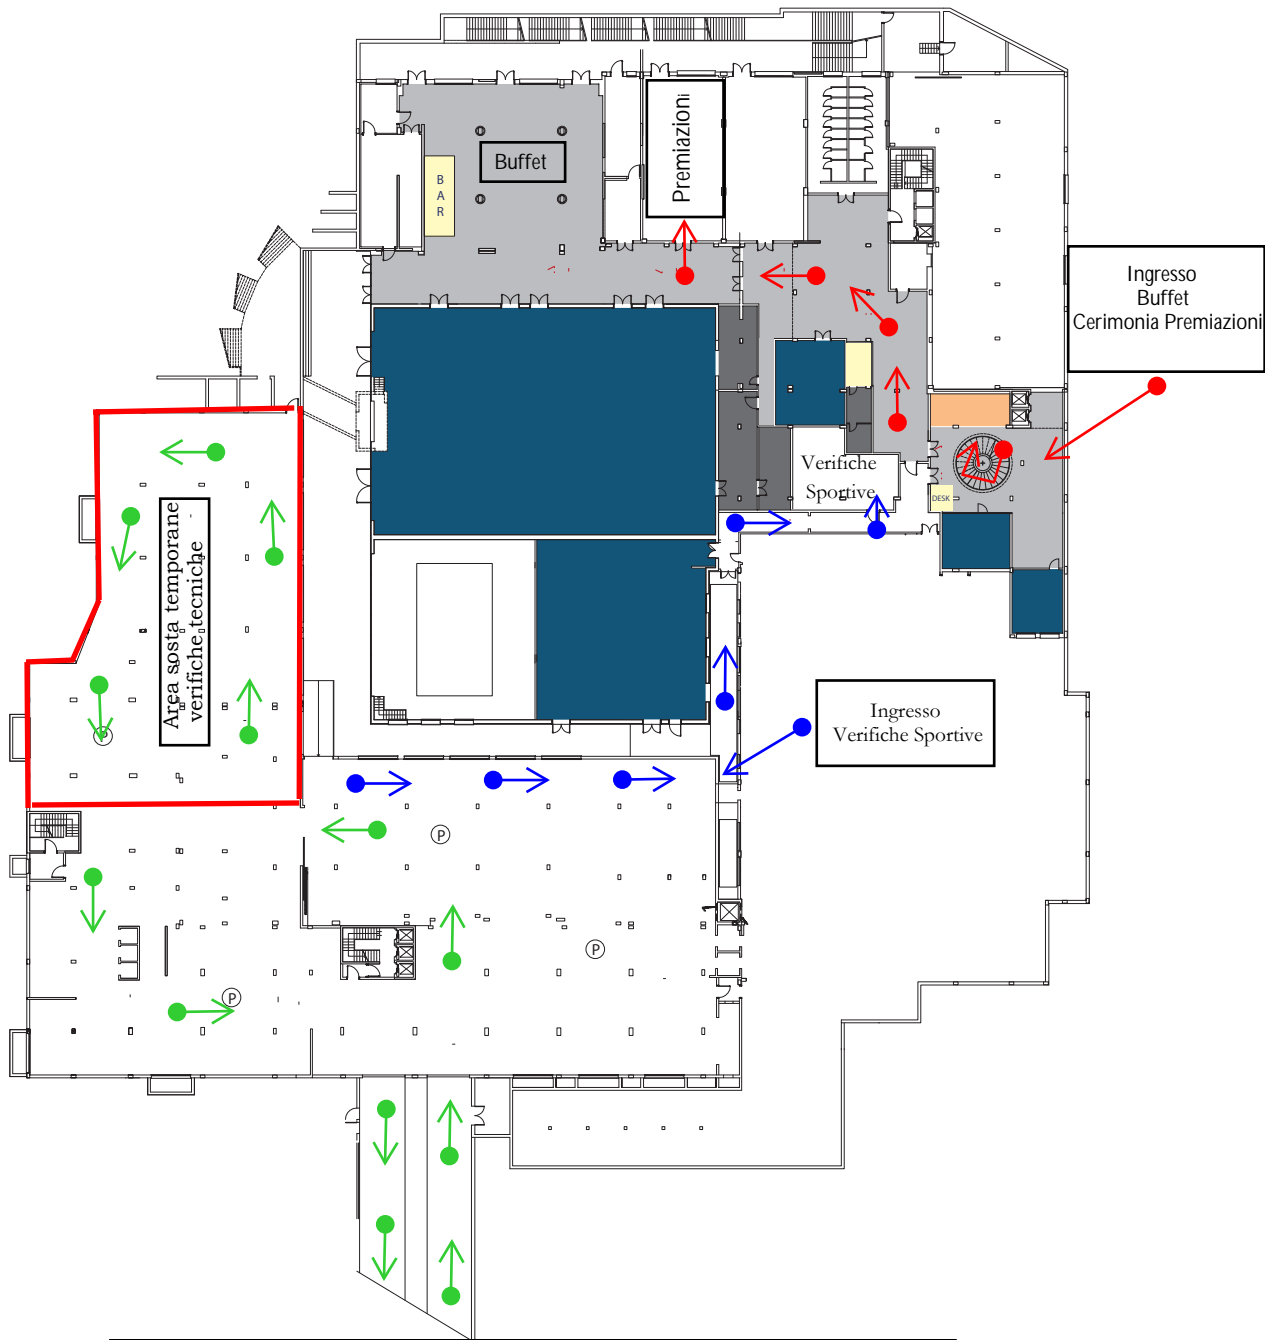 Premiazioni
Buffet
B
A
R
Ingresso
Buffet
Cerimonia Premiazioni
Verifiche
Sportive
DESK
Area sosta temporane
verifiche tecniche
P
Ingresso
Verifiche Sportive
P
P
P